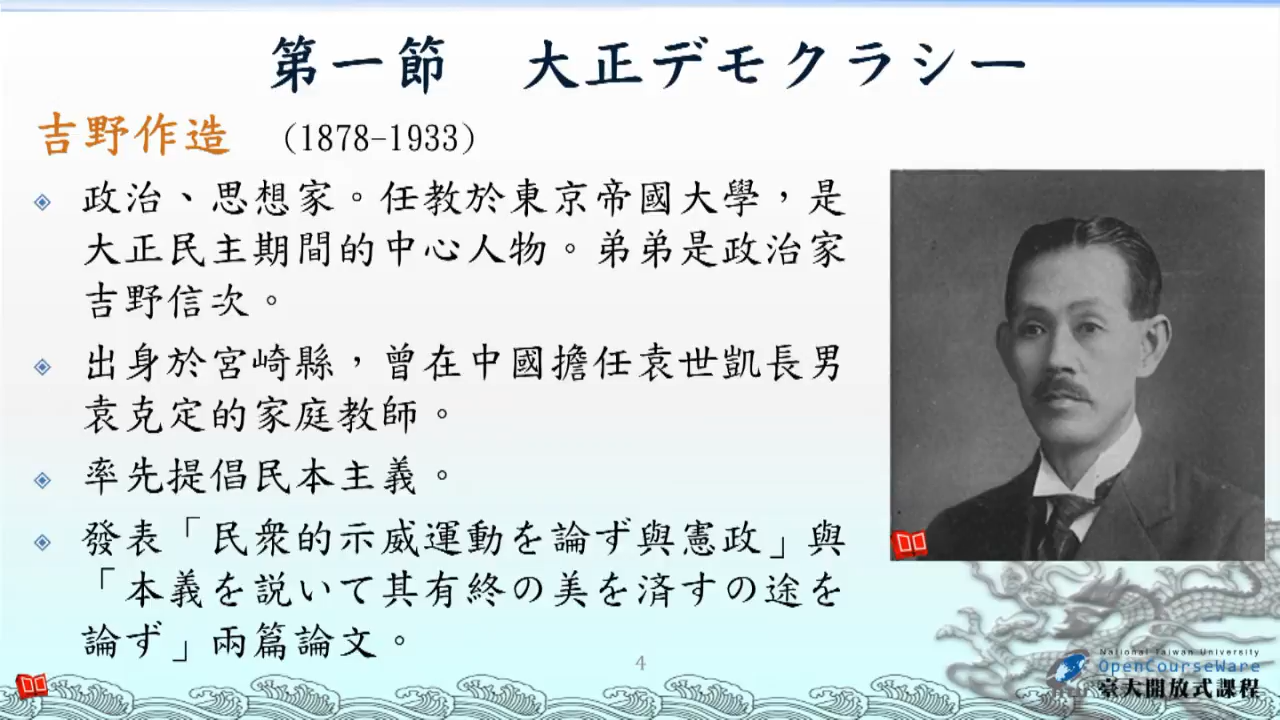 第一節　大正デモクラシー
吉野作造　(1878-1933)
政治、思想家。任教於東京帝國大學，是
大正民主期間的中心人物。弟弟是政治家
吉野信次。
出身於宮崎縣，曾在中國擔任袁世凱長男
袁克定的家庭教師。
率先提倡民本主義。
發表「民衆的示威運動を論ず與憲政」與
「本義を説いて其有終の美を済すの途を
論ず」兩篇論文。
4
National Taiwan University
OpenCourseWare
臺大開放式課程